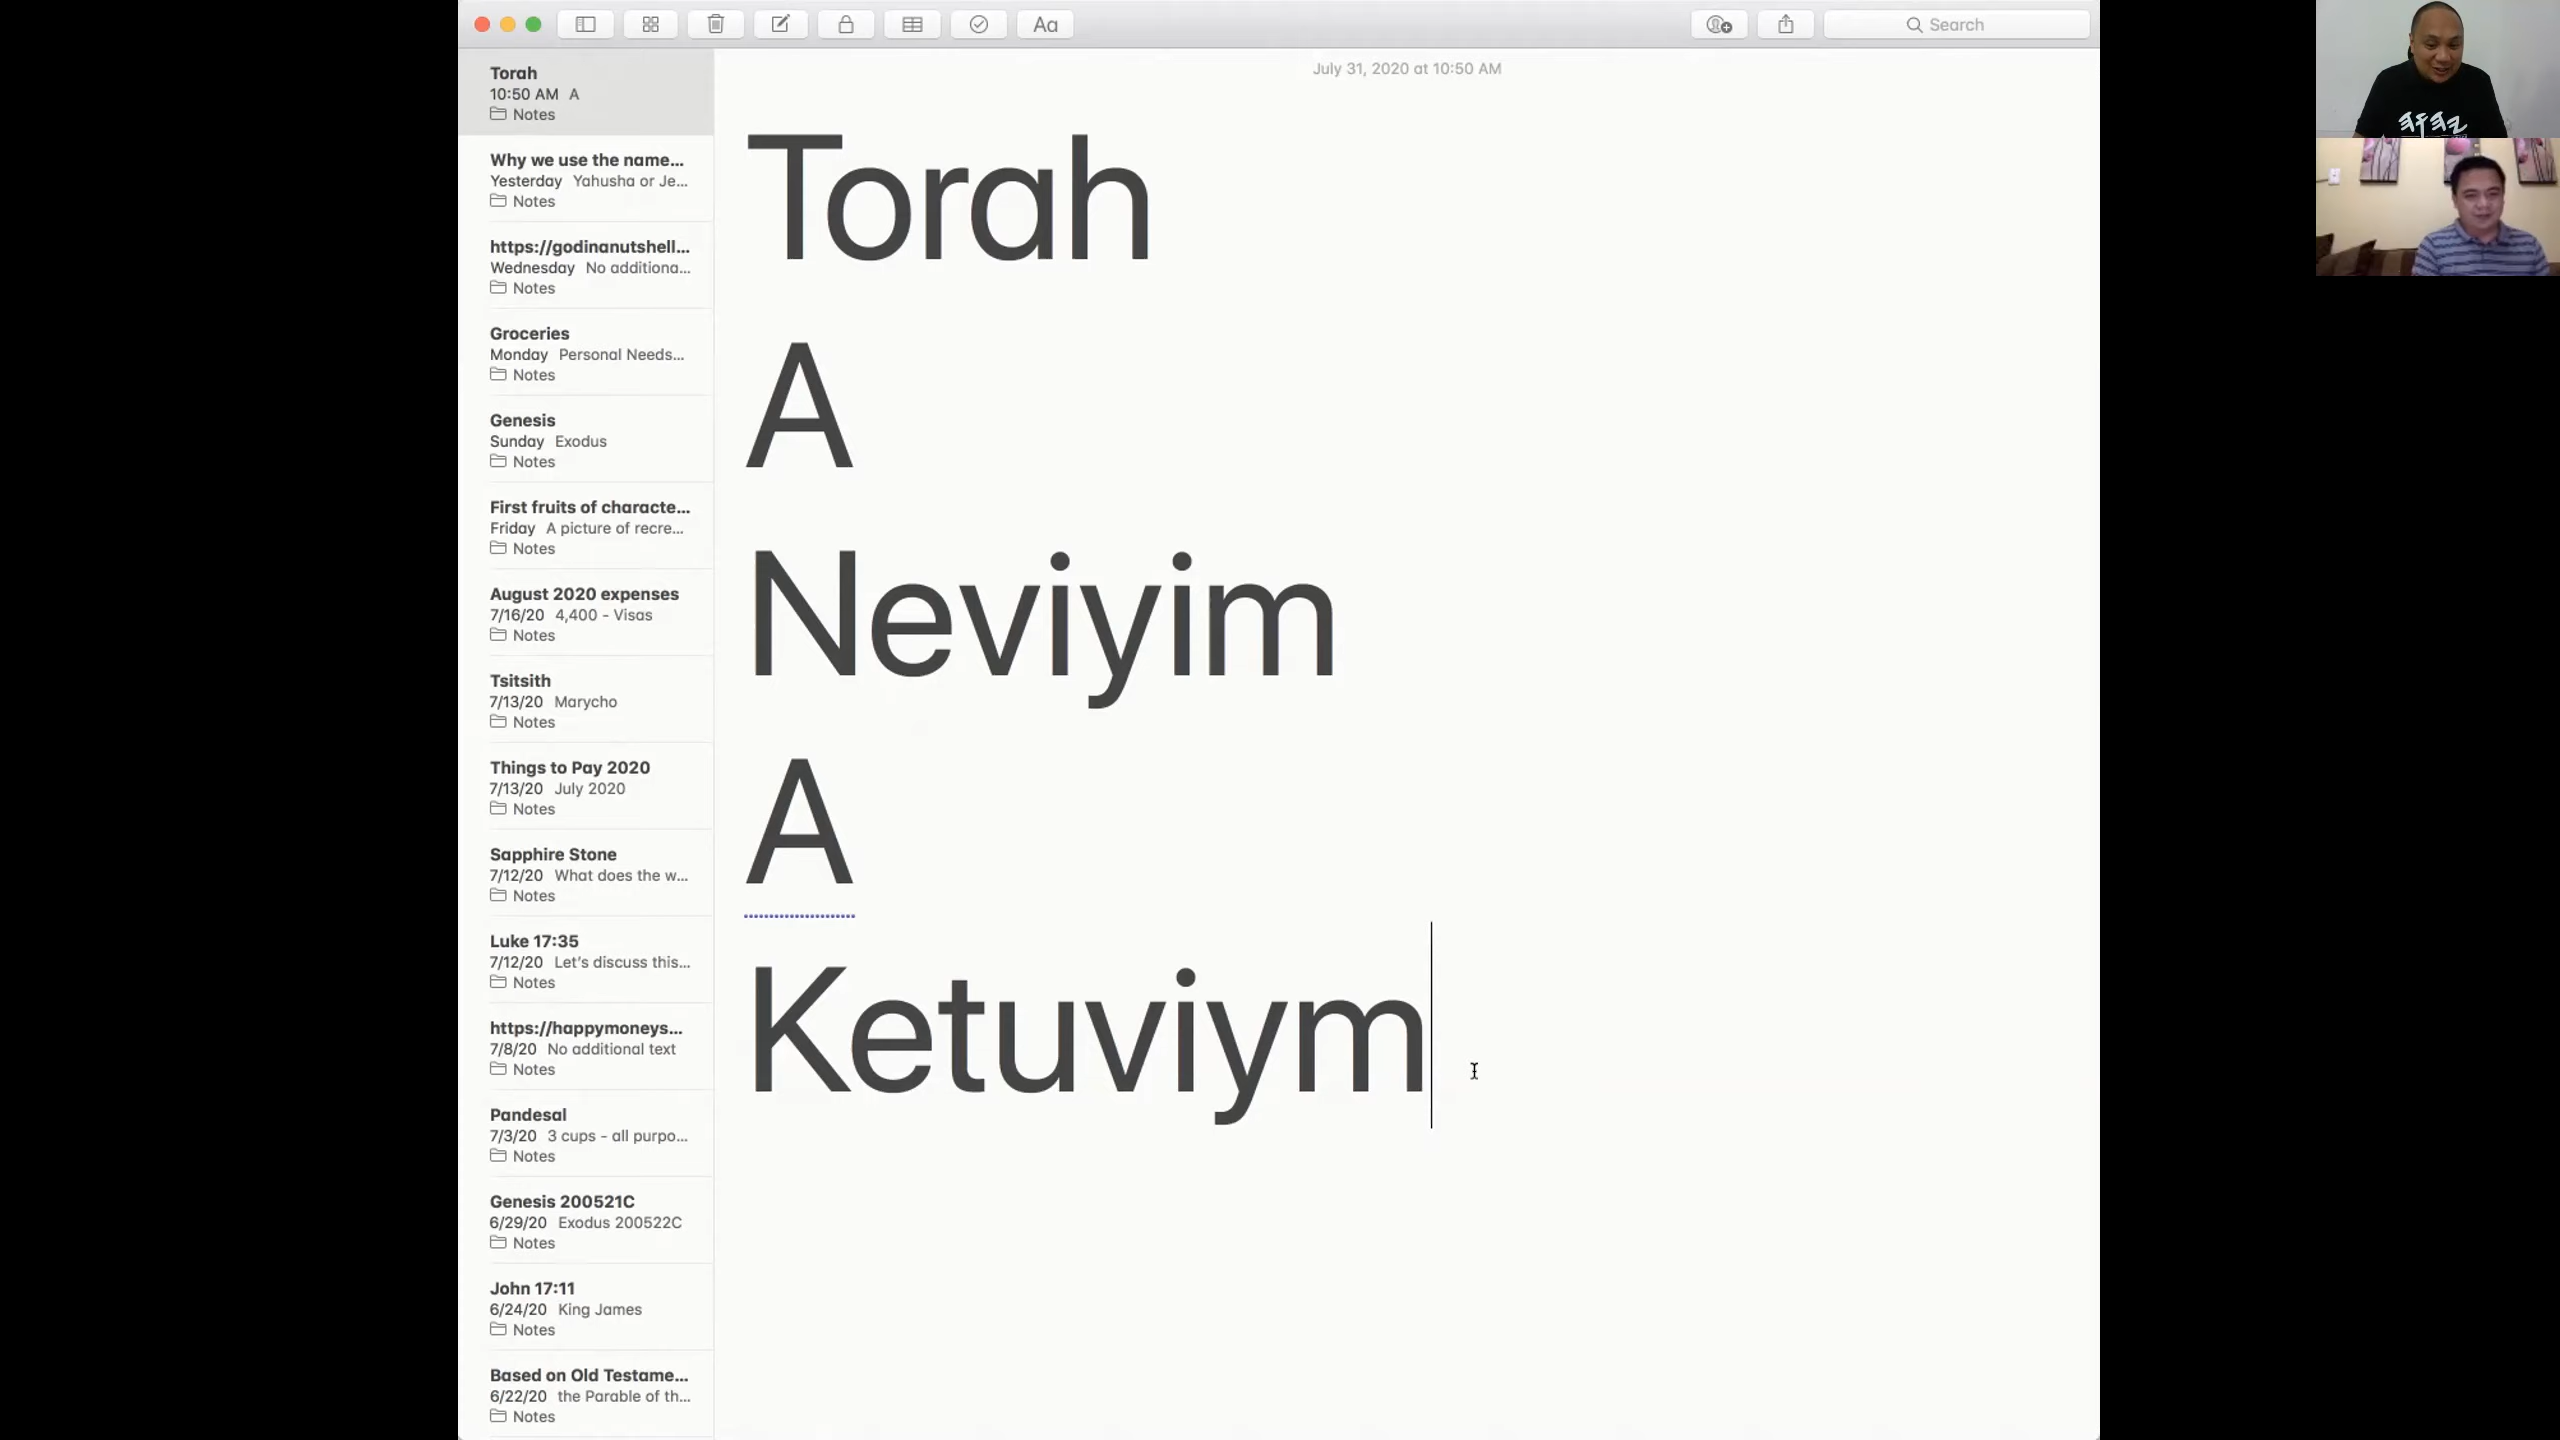 Search
Torah
10:50 AM A
Notes
Why we use the name...
Yesterday Yahusha or Je...
Notes
https://godinanutshell...
Wednesday No additiona...
Notes
Groceries
Monday Personal Needs...
Notes
Genesis
Sunday Exodus
Notes
First fruits of characte...
Friday A picture of recre...
Notes
August 2020 expenses
7/16/20 4,400 - Visas
Notes
Tsitsith
7/13/20 Marycho
Notes
Things to Pay 2020
7/13/20 July 2020
Notes
Sapphire Stone
7/12/20 What does the w...
Notes
Luke 17:35
7/12/20 Let's discuss this...
Notes
https://happymoneys...
7/8/20 No additional text
Notes
Pandesal
7/3/20 3 cups - all purpo...
Notes
Genesis 200521C
6/29/20 Exodus 200522C
Notes
John 17:11
6/24/20 King James
Notes
Based on Old Testame...
6/22/20 the Parable of th...
Notes
July 31, 2020 at 10:50 AM
Torah
A
Neviyim
A
Ketuviym